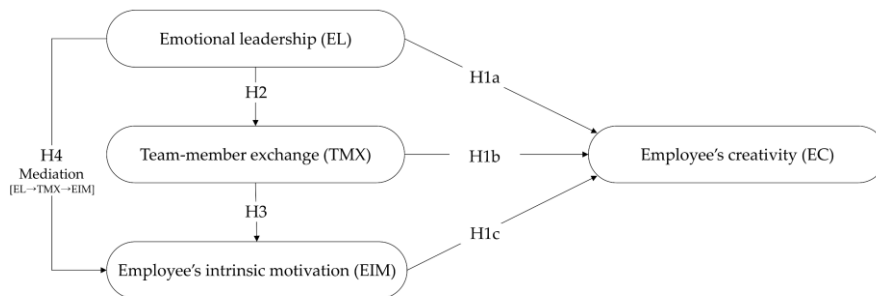 Emotional leadership (EL)
H1a
H2
H4
Mediation
[EL→TMX→EIM]
Team-member exchange (TMX)
H1b
Employee's creativity (EC)
H3
H1c
Employee's intrinsic motivation (EIM)